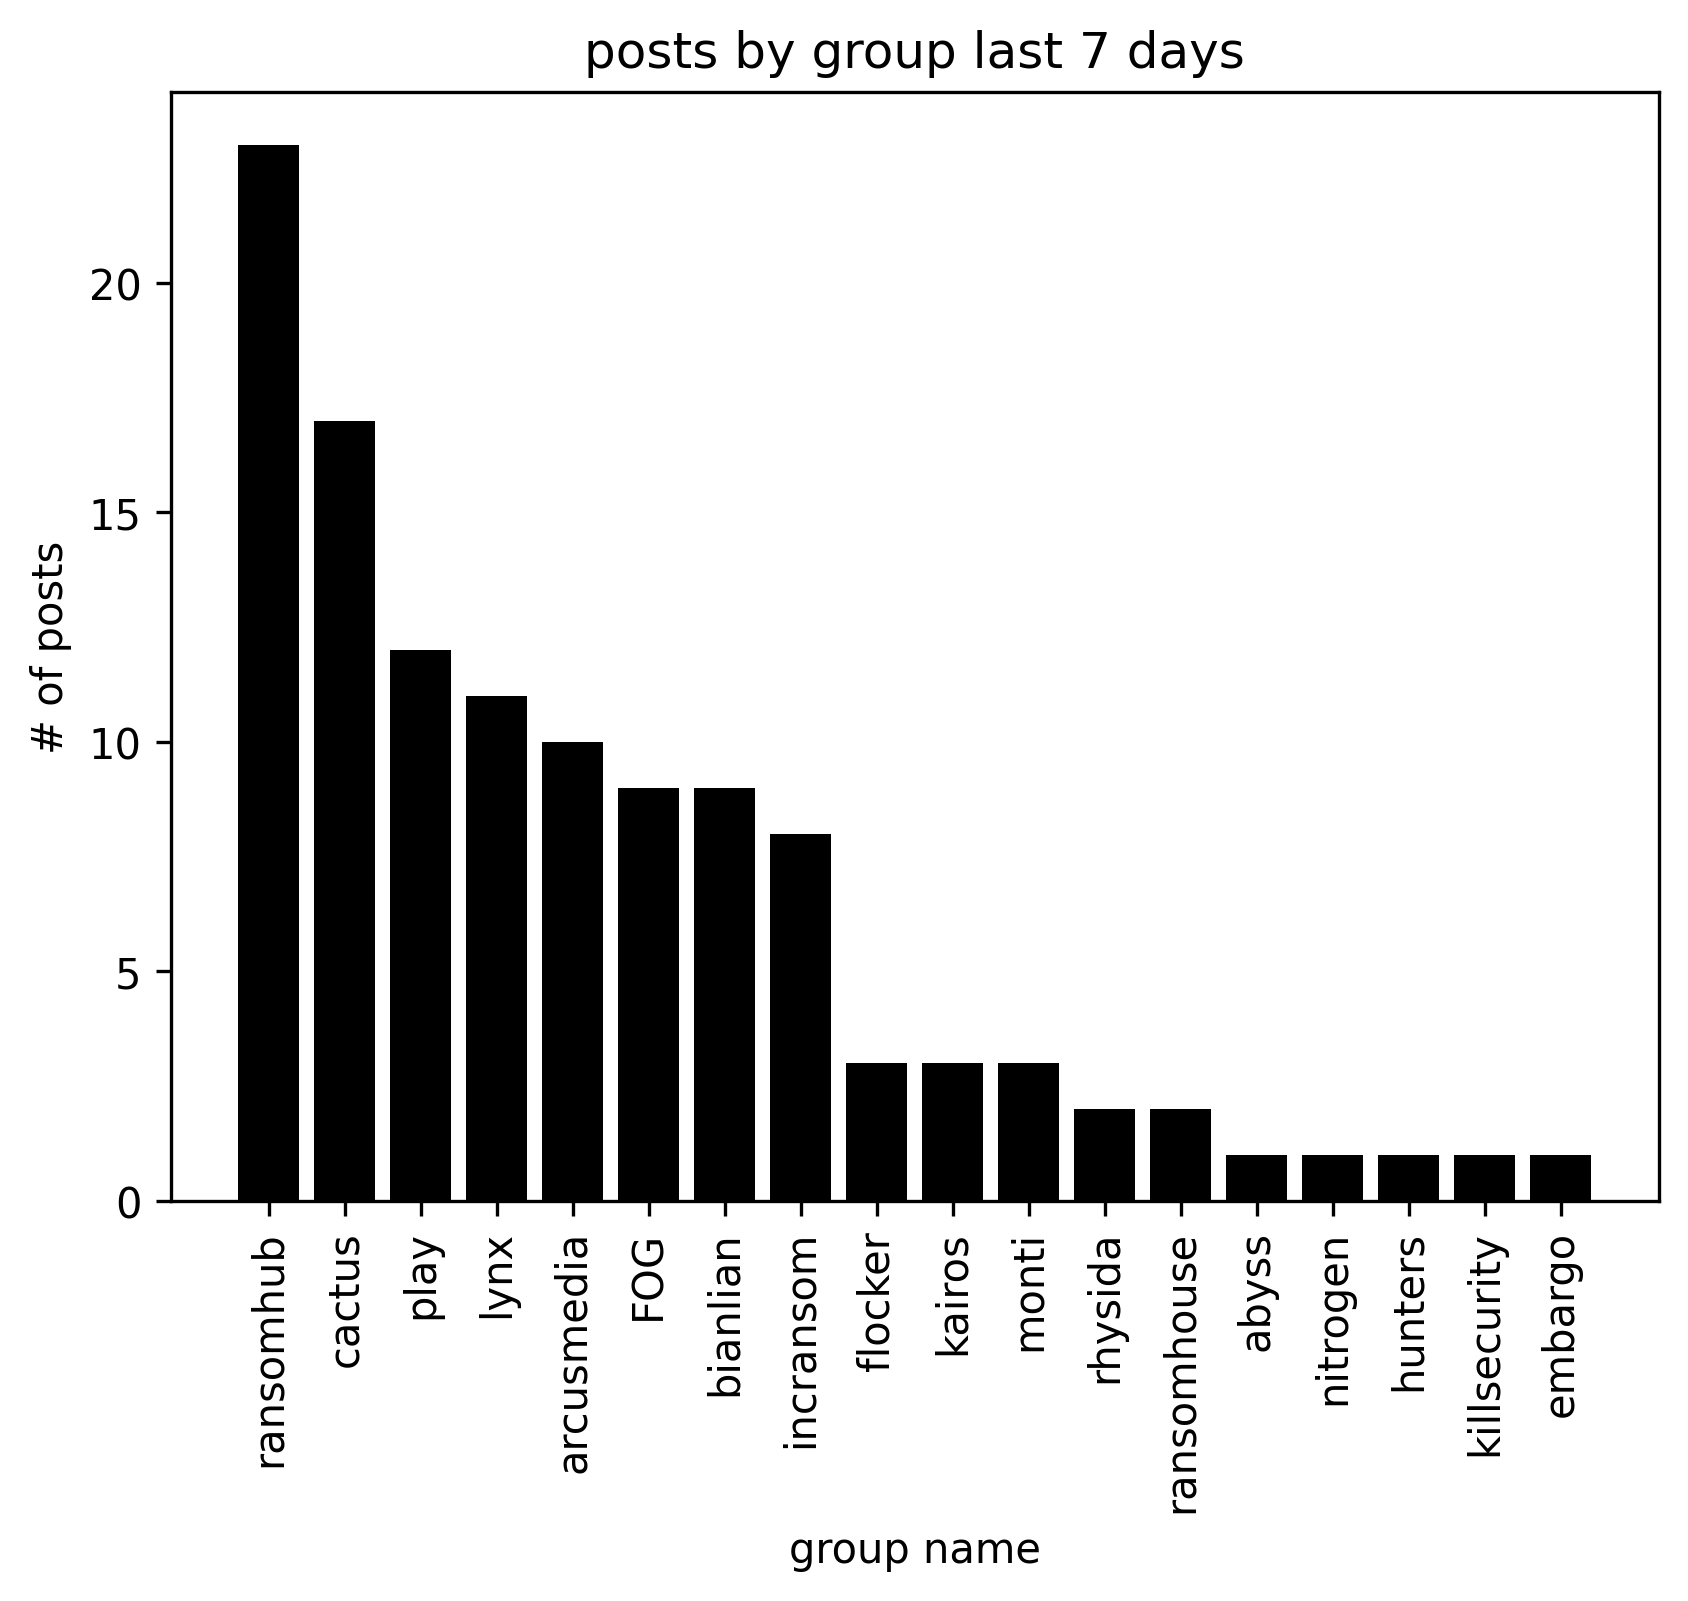 posts by group last 7 days
# of posts
20
15
10
5
0
ransomhub
cactus
play
lynx
arcusmedia
FOG
bianlian
incransom
flocker
kairos
monti
rhysida
ransomhouse
abyss
nitrogen
hunters
killsecurity
embargo
group name